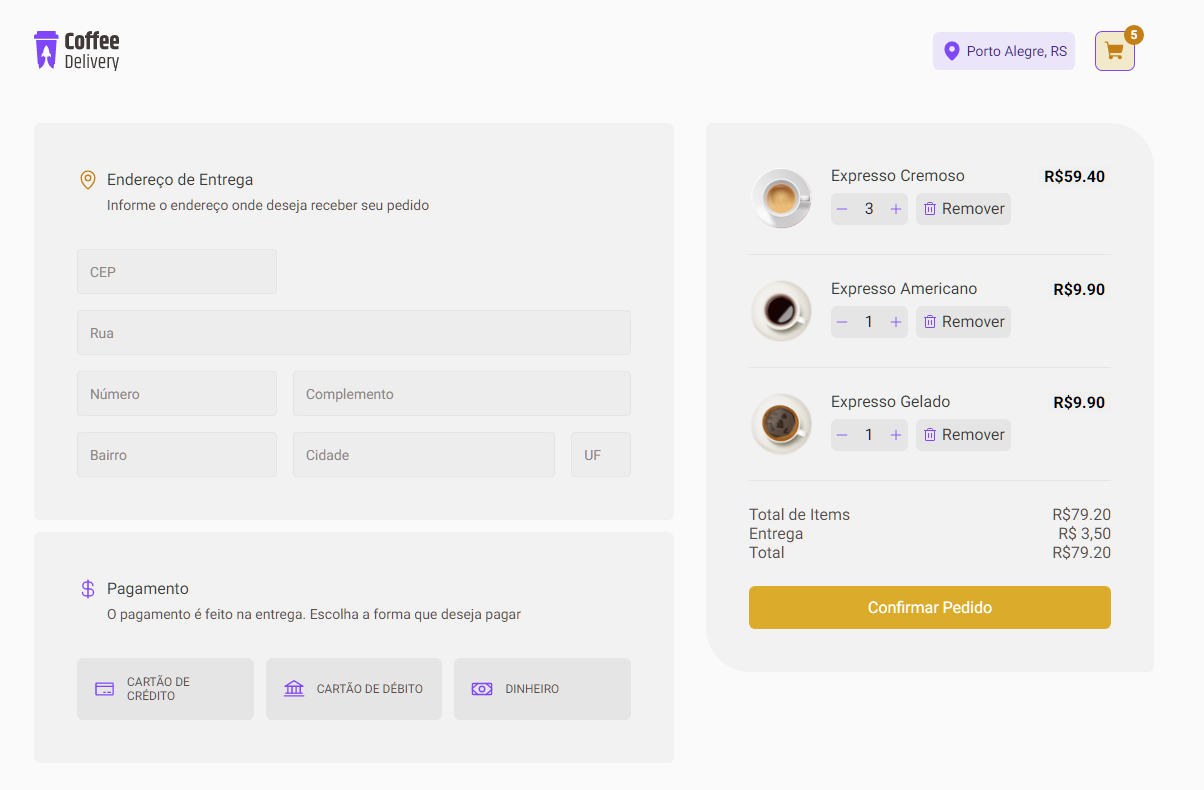 Coffee
Delivery
Porto Alegre, RS
5
Endereço de Entrega
Informe o endereço onde deseja receber seu pedido
CEP
Rua
Número
Complemento
Bairro
Cidade
UF
Pagamento
O pagamento é feito na entrega. Escolha a forma que deseja pagar
CARTÃO DE
CRÉDITO
CARTÃO DE DÉBITO
DINHEIRO
Expresso Cremoso
R$59.40
3
Remover
Expresso Americano
R$9.90
1
Remover
Expresso Gelado
R$9.90
1
Remover
Total de Items
R$79.20
Entrega
R$ 3,50
Total
R$79.20
Confirmar Pedido